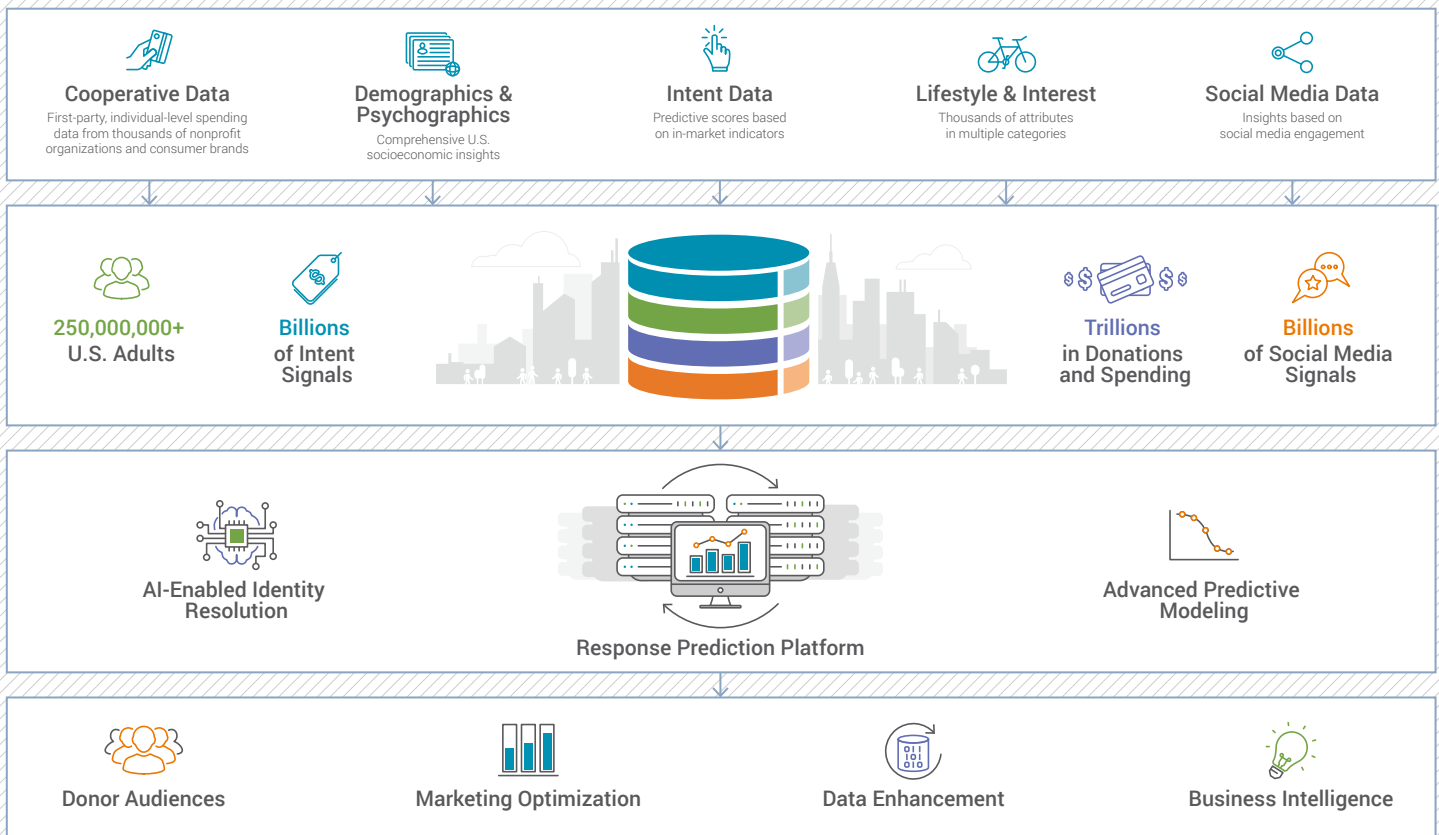 Cooperative Data
First-party, individual-level spending
data from thousands of nonprofit
organizations and consumer brands
Demographics &
Psychographics
Comprehensive U.S.
socioeconomic insights
Intent Data
Predictive scores based
on in-market indicators
Lifestyle & Interest
Thousands of attributes
in multiple categories
Social Media Data
Insights based on
social media engagement
250,000,000+
U.S. Adults
Billions
of Intent
Signals
Trillions
in Donations
and Spending
Billions
of Social Media
Signals
AI-Enabled Identity
Resolution
Response Prediction Platform
Advanced Predictive
Modeling
Donor Audiences
Marketing Optimization
011
101
010
Data Enhancement
Business Intelligence